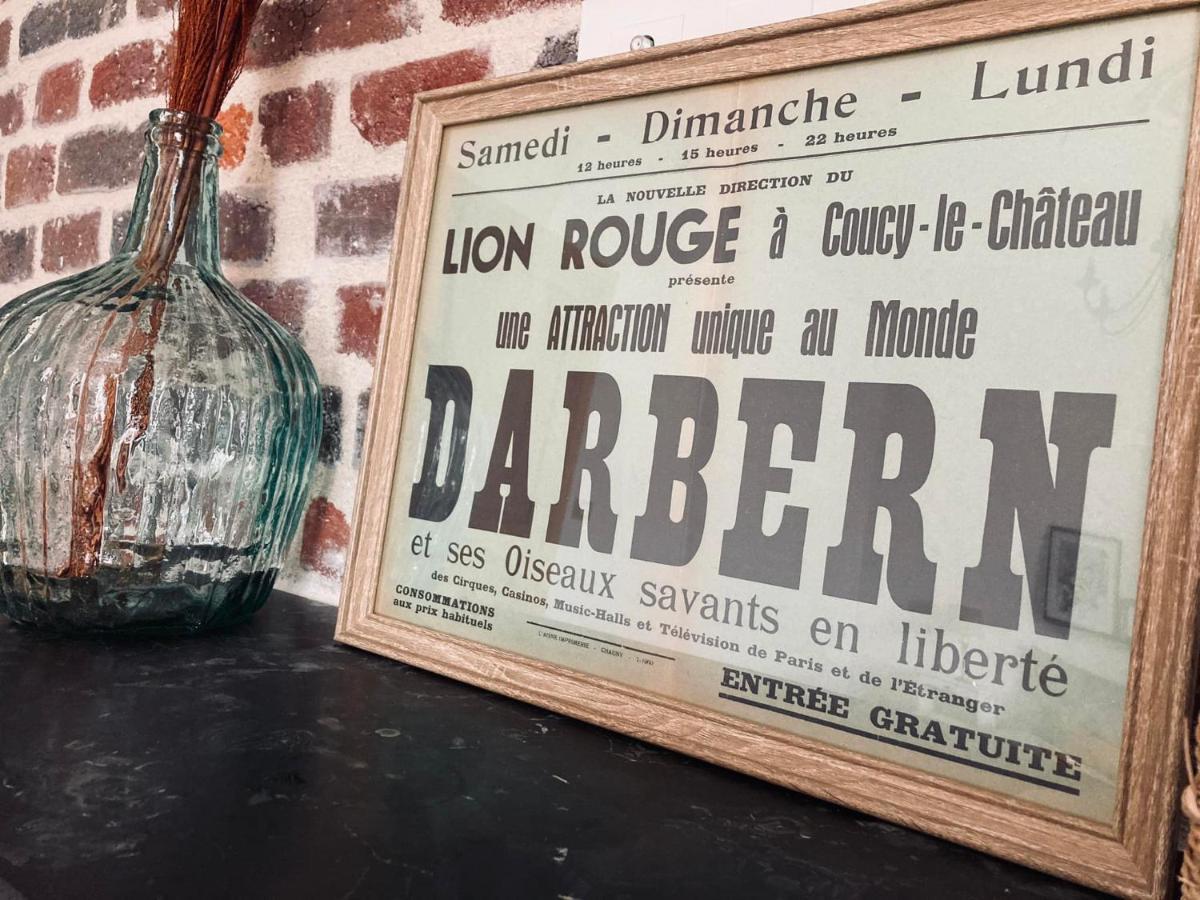 Samedi - Dimanche - Lundi
12 heures - 15 heures - 22 heures
LA NOUVELLE DIRECTION DU
LION ROUGE à Coucy-le-Château
présente
une ATTRACTION unique au Monde
DARBERN
et ses Oiseaux savants en liberté
des Cirques, Casinos, Music-Halls et Télévision de Paris et de l'Étranger
CONSOMMATIONS
aux prix habituels
IMPRIMERIE - CHAUNY
ENTRÉE GRATUITE